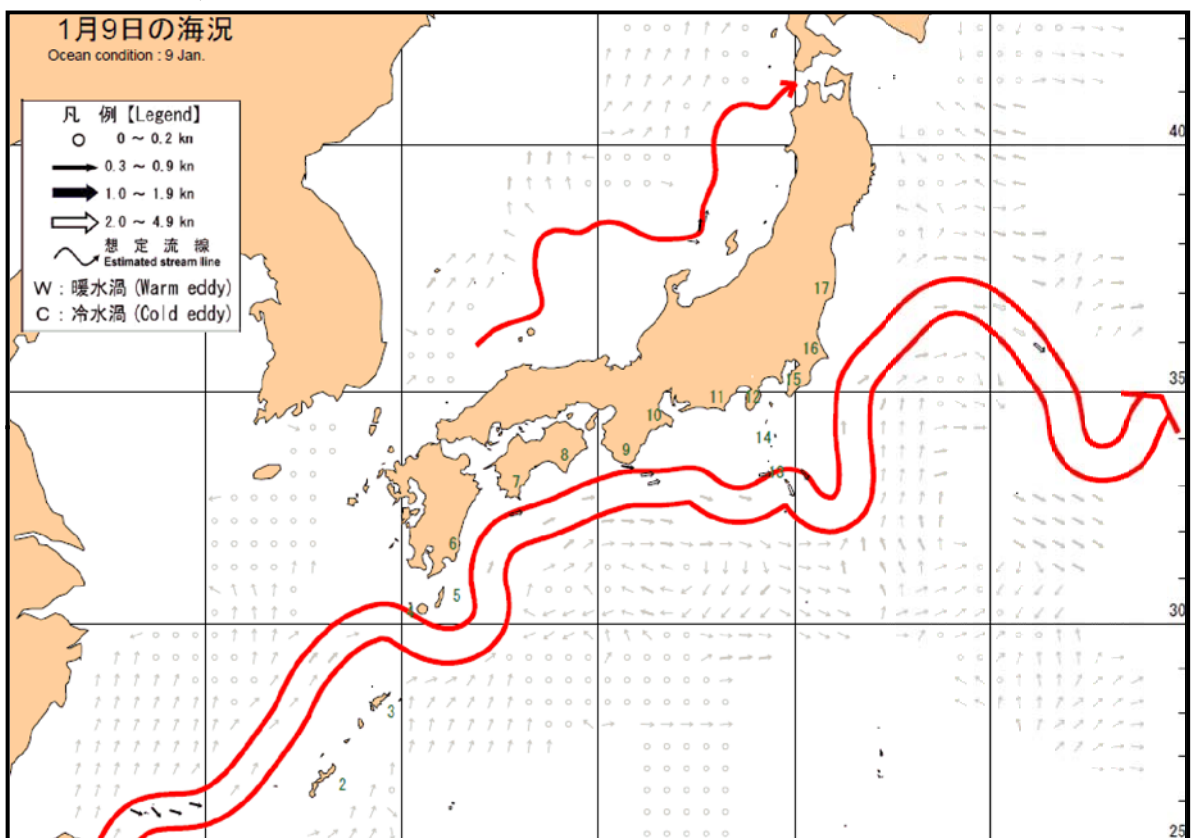 1月9日の海況
Ocean condition : 9 Jan.
凡 例【Legend】
0 ～ 0.2 kn
0.3 ～ 0.9 kn
1.0 ～ 1.9 kn
2.0 ～ 4.9 kn
想 定 流 線
Estimated stream line
W : 暖水渦 (Warm eddy)
C : 冷水渦 (Cold eddy)
40
17
16
35
15
12
11
10
14
9
8
13
7
6
5
1
30
3
2
25